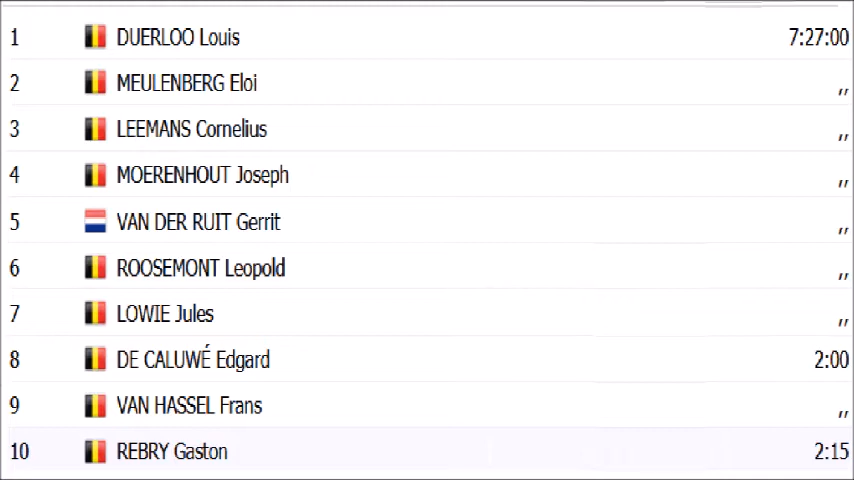 1 DUERLOO Louis 7:27:00
2 MEULENBERG Eloi ,,
3 LEEMANS Cornelius ,,
4 MOERENHOUT Joseph ,,
5 VAN DER RUIT Gerrit ,,
6 ROOSEMONT Leopold ,,
7 LOWIE Jules ,,
8 DE CALUWÉ Edgard 2:00
9 VAN HASSEL Frans ,,
10 REBRY Gaston 2:15